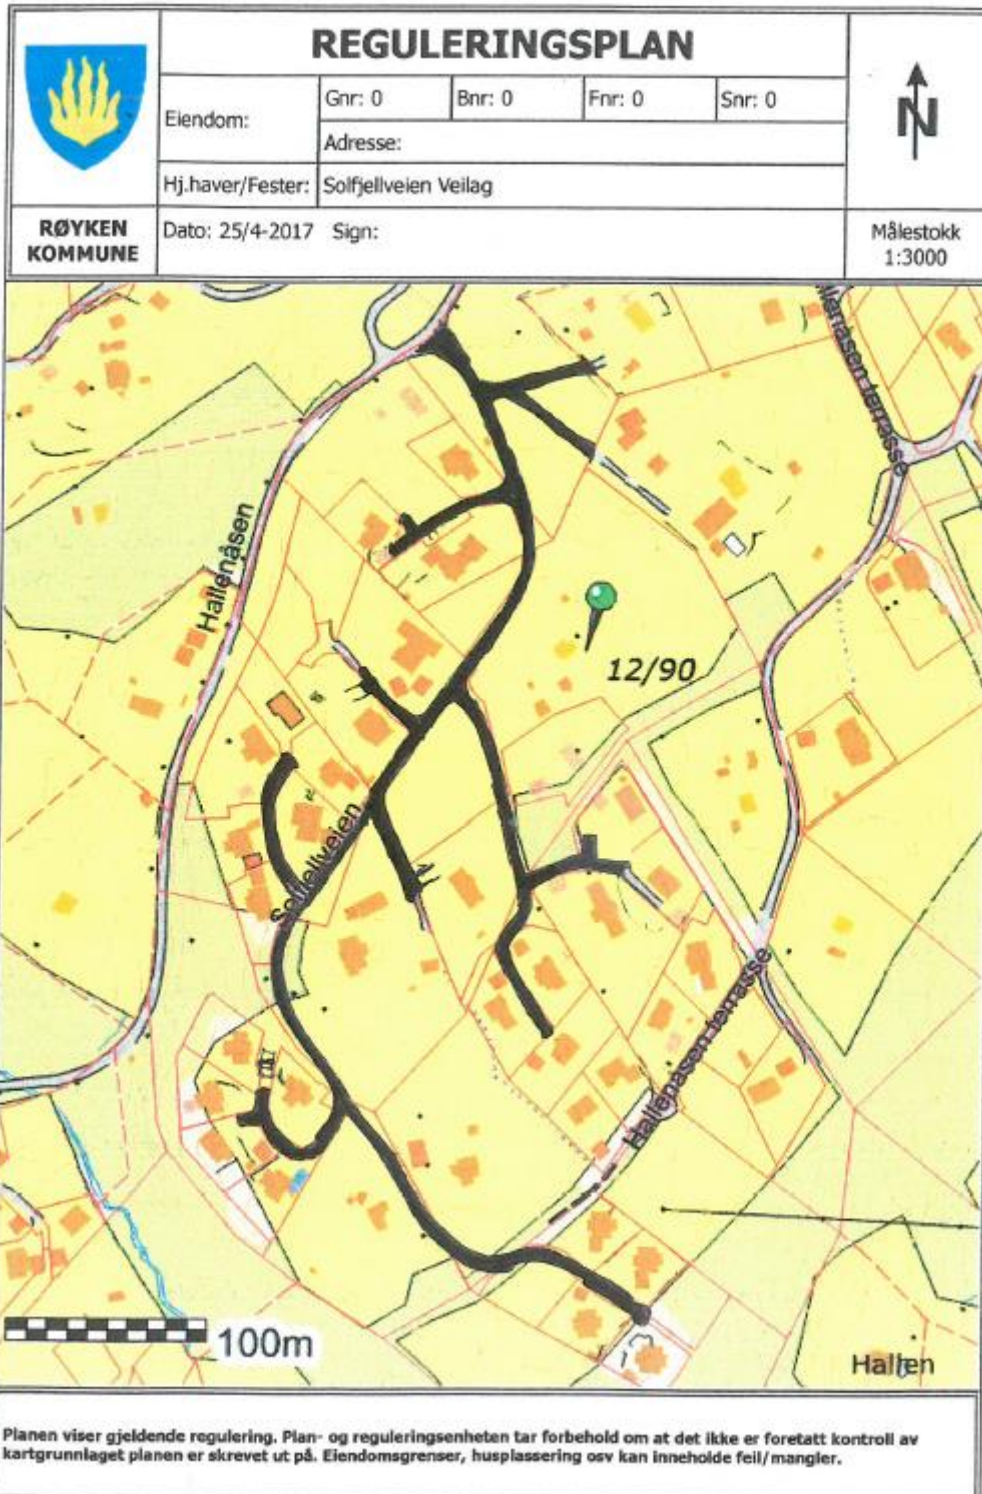 REGULERINGSPLAN
Eiendom:
Gnr: 0
Bnr: 0
Fnr: 0
Snr: 0
Adresse:
Hj.haver/Fester:
Solfjellveien Veilag
N
RØYKEN
KOMMUNE
Dato: 25/4-2017 Sign:
Målestokk
1:3000
llenåsen terrasse
Hallenåsen
12/90
Solfjellveien
Hallenåsen terrasse
100m
Hallen
Planen viser gjeldende regulering. Plan- og reguleringsenheten tar forbehold om at det ikke er foretatt kontroll av
kartgrunnlaget planen er skrevet ut på. Eiendomsgrenser, husplassering osv kan inneholde feil/mangler.